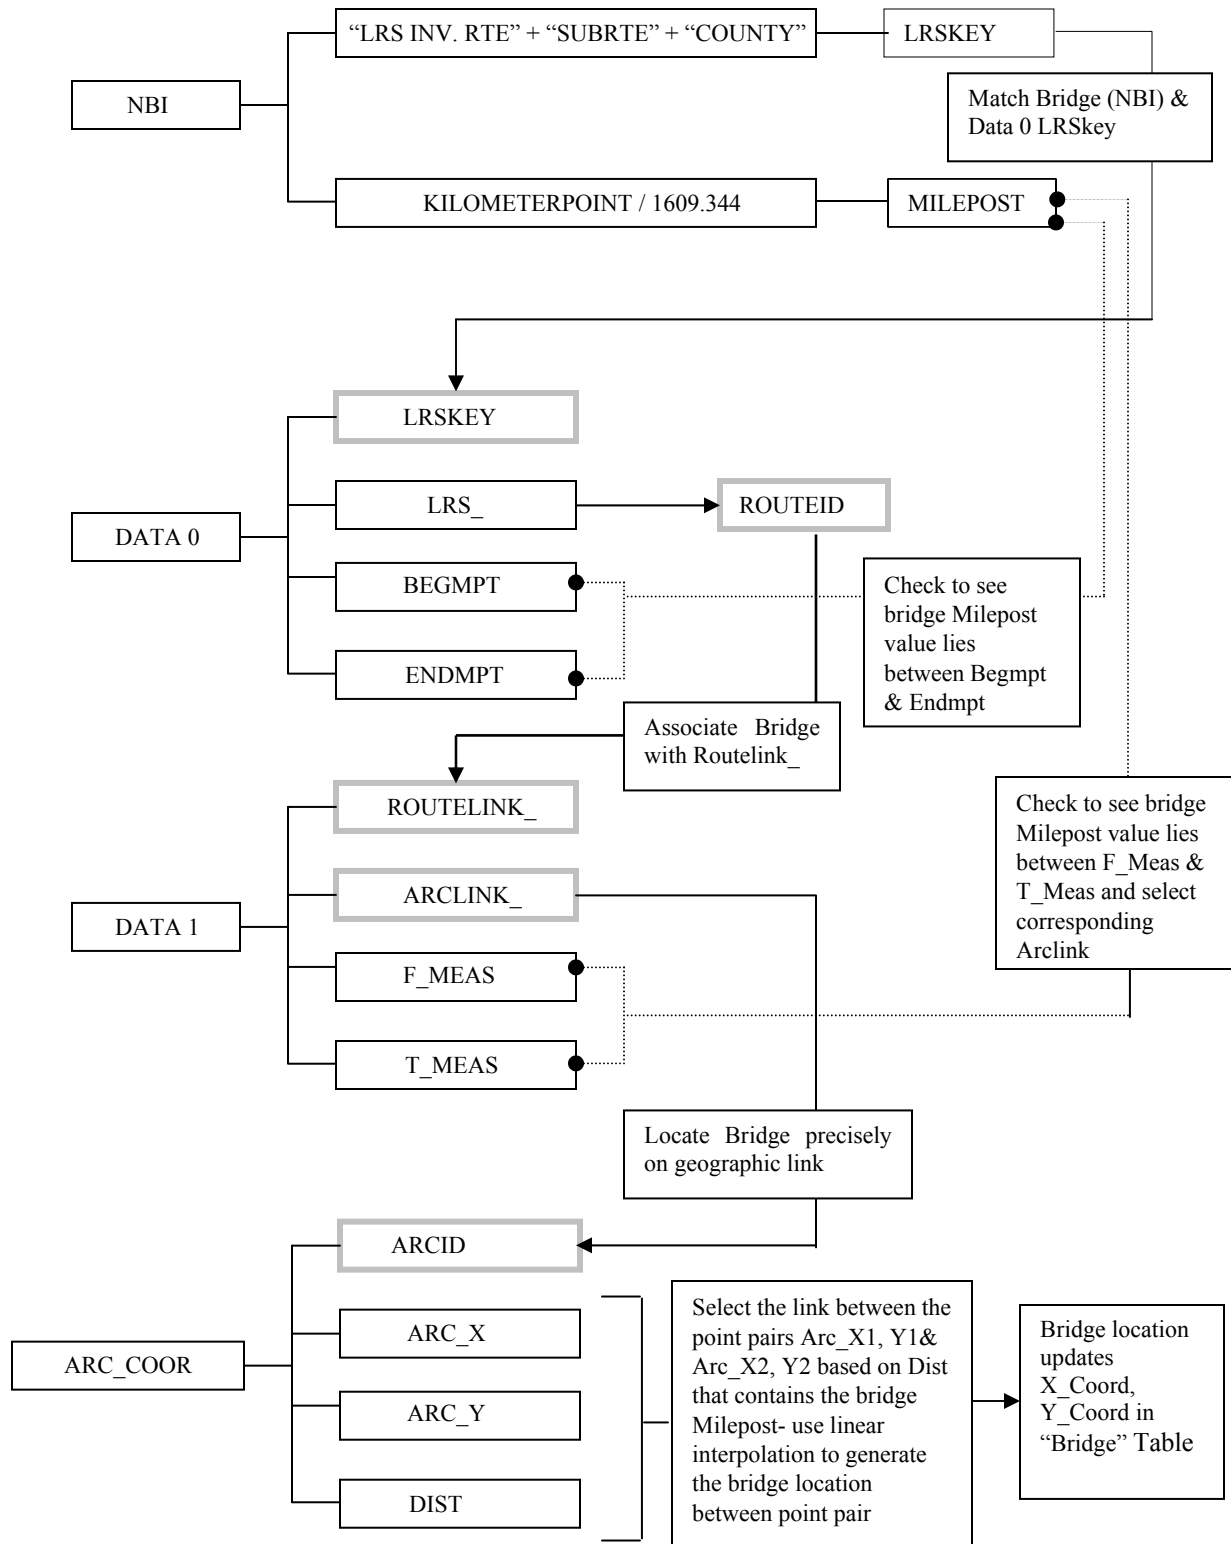 “LRS INV. RTE” + “SUBRTE” + “COUNTY”
LRSKEY
NBI
Match Bridge (NBI) &
Data 0 LRSkey
KILOMETERPOINT / 1609.344
MILEPOST
LRSKEY
LRS_
ROUTEID
DATA 0
BEGMPT
ENDMPT
Check to see
bridge Milepost
value lies
between Begmpt
& Endmpt
Associate Bridge
with Routelink_
ROUTELINK_
ARCLINK_
DATA 1
F_MEAS
T_MEAS
Check to see bridge
Milepost value lies
between F_Meas &
T_Meas and select
corresponding
Arclink
Locate Bridge precisely
on geographic link
ARCID
ARC_X
ARC_COOR
ARC_Y
DIST
Select the link between the
point pairs Arc_X1, Y1&
Arc_X2, Y2 based on Dist
that contains the bridge
Milepost- use linear
interpolation to generate
the bridge location
between point pair
Bridge location
updates
X_Coord,
Y_Coord in
“Bridge” Table